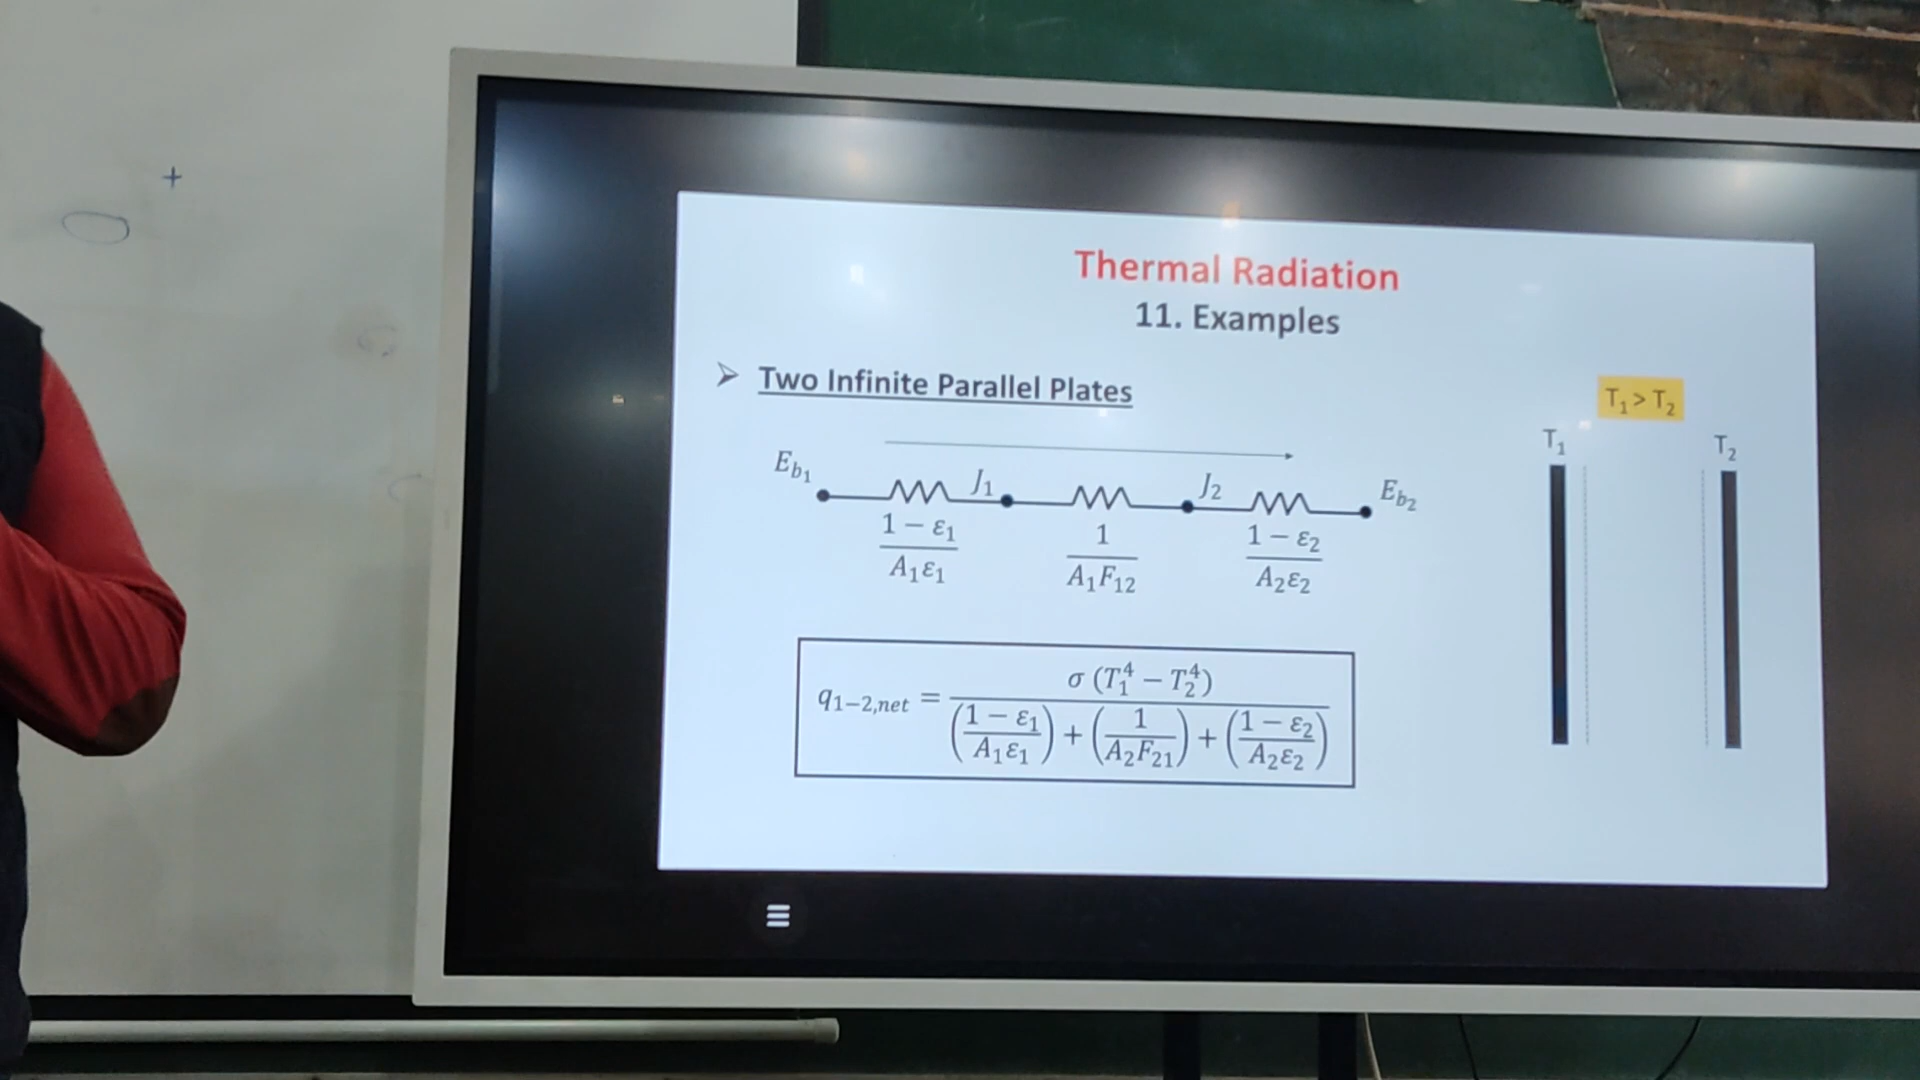 +
Thermal Radiation
11. Examples
➢ Two Infinite Parallel Plates
T₁ > T₂
T₁ T₂
E_b₁ J₁ J₂ E_b₂
(1 − ε₁)/(A₁ε₁) 1/(A₁F₁₂) (1 − ε₂)/(A₂ε₂)
q₁₋₂,net = σ (T₁⁴ − T₂⁴) / [((1 − ε₁)/(A₁ε₁)) + (1/(A₂F₂₁)) + ((1 − ε₂)/(A₂ε₂))]